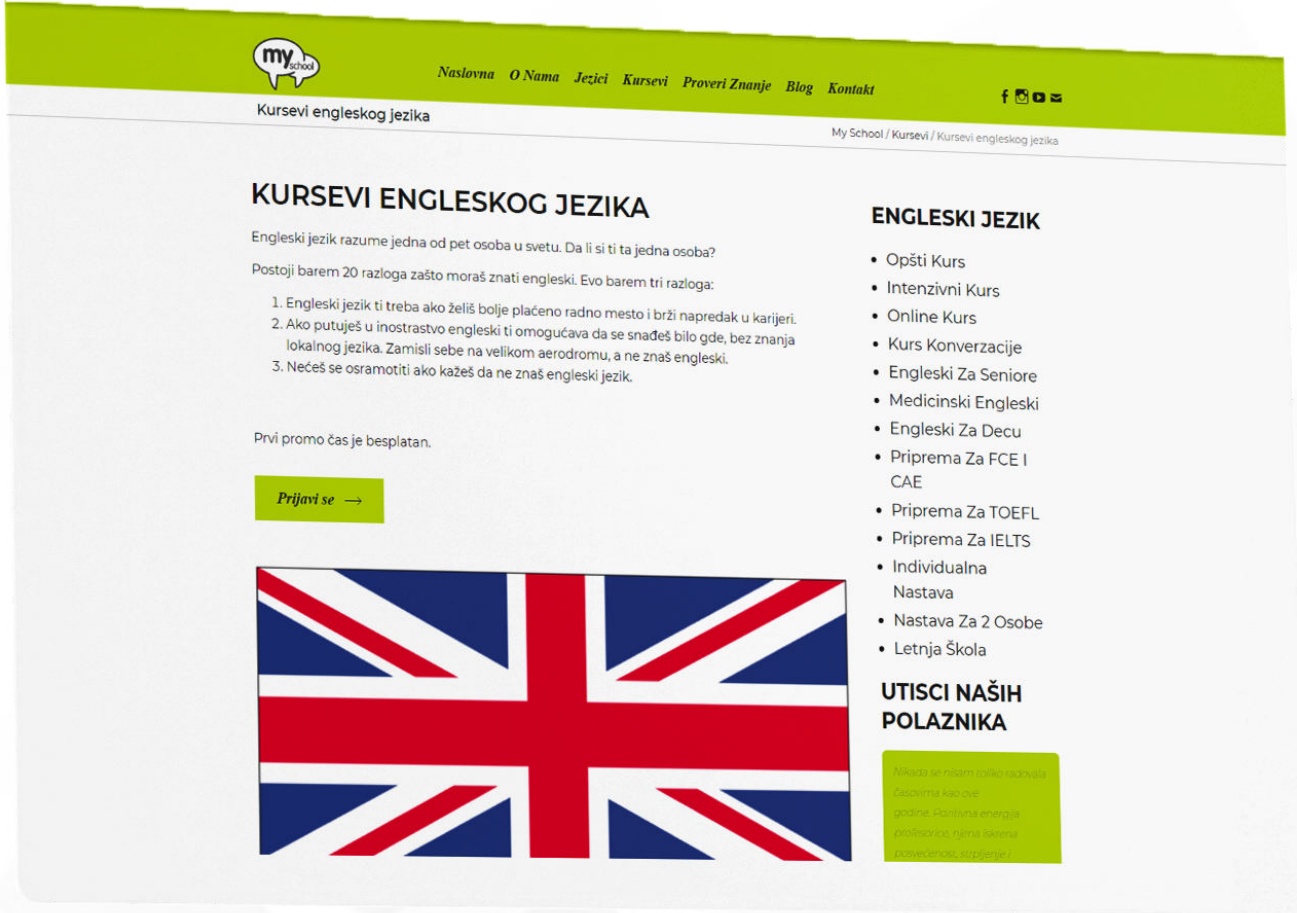 my
school
Naslovna O Nama Jezici Kursevi Proveri Znanje Blog Kontakt
Kursevi engleskog jezika
My School / Kursevi / Kursevi engleskog jezika
KURSEVI ENGLESKOG JEZIKA
Engleski jezik razume jedna od pet osoba u svetu. Da li si ti ta jedna osoba?
Postoji barem 20 razloga zašto moraš znati engleski. Evo barem tri razloga:
1. Engleski jezik ti treba ako želiš bolje plaćeno radno mesto i brži napredak u karijeri.
2. Ako putuješ u inostrastvo engleski ti omogućava da se snađeš bilo gde, bez znanja
lokalnog jezika. Zamisli sebe na velikom aerodromu, a ne znaš engleski.
3. Nećeš se osramotiti ako kažeš da ne znaš engleski jezik.
Prvi promo čas je besplatan.
Prijavi se →
ENGLESKI JEZIK
• Opšti Kurs
• Intenzivni Kurs
• Online Kurs
• Kurs Konverzacije
• Engleski Za Seniore
• Medicinski Engleski
• Engleski Za Decu
• Priprema Za FCE I
CAE
• Priprema Za TOEFL
• Priprema Za IELTS
• Individualna
Nastava
• Nastava Za 2 Osobe
• Letnja Škola
UTISCI NAŠIH
POLAZNIKA
Nikada se nisam toliko radovala
časovima kao ove
godine. Pozitivna energija
profesorice, njena iskrena
posvećenost, strpljenje i